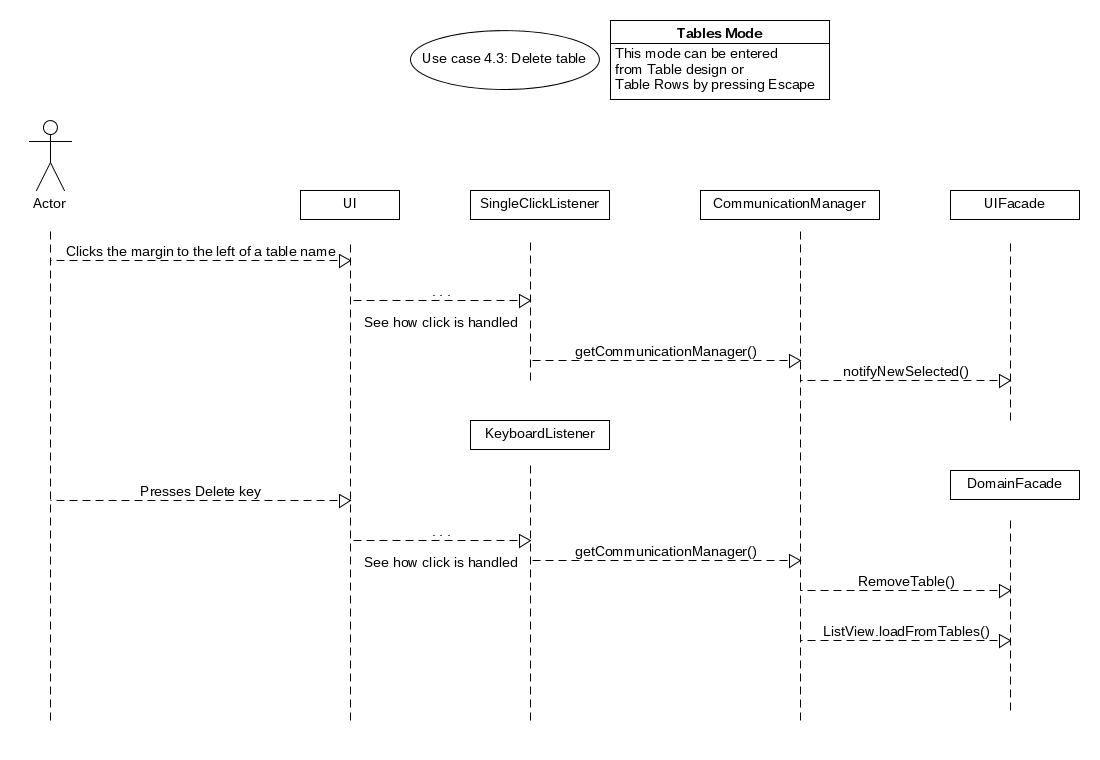 Use case 4.3: Delete table
Tables Mode
This mode can be entered
from Table design or
Table Rows by pressing Escape
Actor
UI
SingleClickListener
CommunicationManager
UIFacade
Clicks the margin to the left of a table name
. . .
See how click is handled
getCommunicationManager()
notifyNewSelected()
KeyboardListener
DomainFacade
Presses Delete key
. . .
See how click is handled
getCommunicationManager()
RemoveTable()
ListView.loadFromTables()